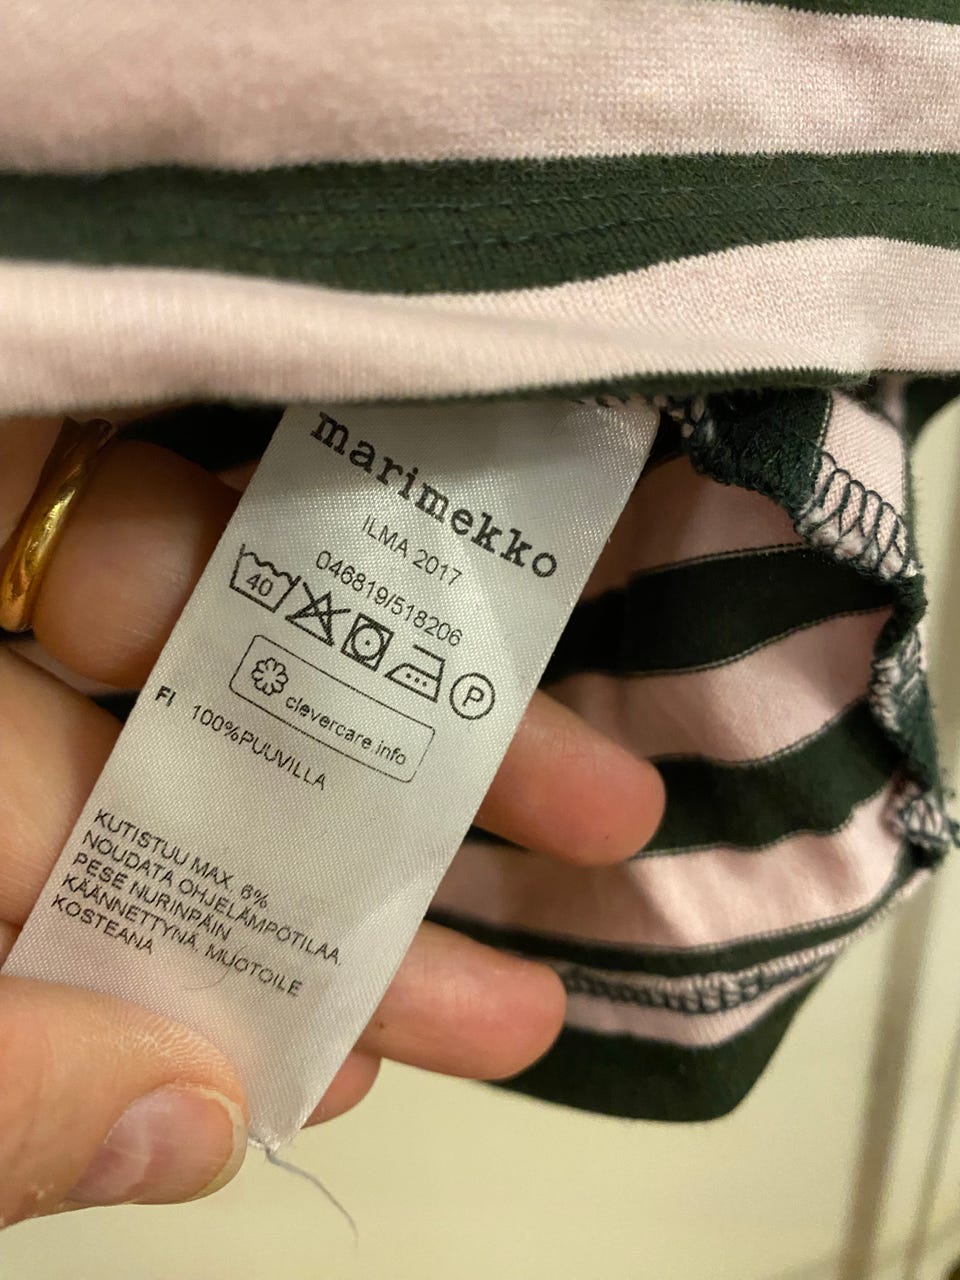 marimekko
ILMA 2017
046819/518206
40 P
clevercare.info
FI 100%PUUVILLA
KUTISTUU MAX. 6%
NOUDATA OHJELÄMPÖTILAA,
PESE NURINPÄIN
KÄÄNNETTYNÄ. MUOTOILE
KOSTEANA